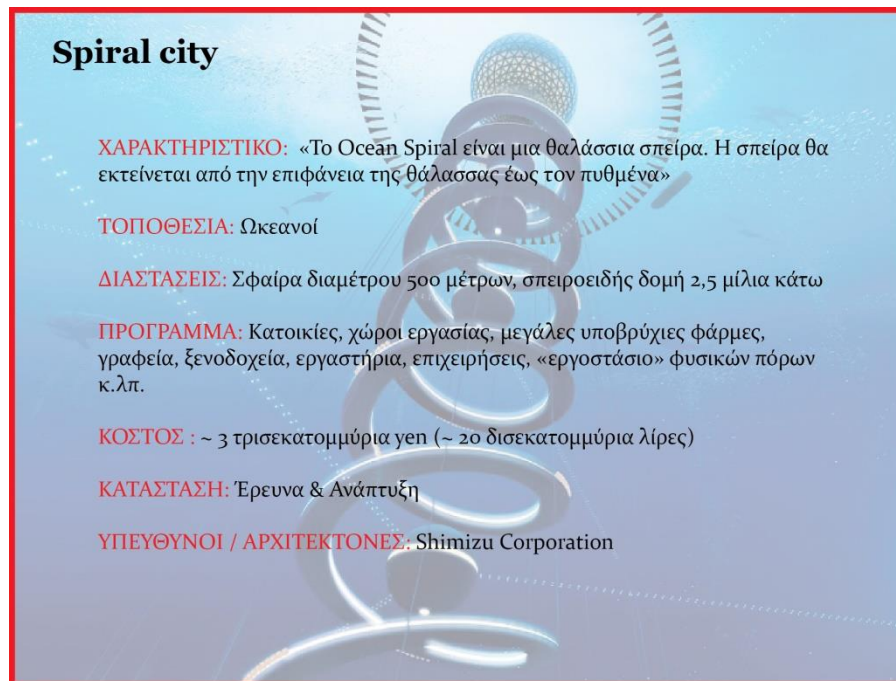 Spiral city
ΧΑΡΑΚΤΗΡΙΣΤΙΚΟ: «Το Ocean Spiral είναι μια θαλάσσια σπείρα. Η σπείρα θα
εκτείνεται από την επιφάνεια της θάλασσας έως τον πυθμένα»
ΤΟΠΟΘΕΣΙΑ: Ωκεανοί
ΔΙΑΣΤΑΣΕΙΣ: Σφαίρα διαμέτρου 500 μέτρων, σπειροειδής δομή 2,5 μίλια κάτω
ΠΡΟΓΡΑΜΜΑ: Κατοικίες, χώροι εργασίας, μεγάλες υποβρύχιες φάρμες,
γραφεία, ξενοδοχεία, εργαστήρια, επιχειρήσεις, «εργοστάσιο» φυσικών πόρων
κ.λπ.
ΚΟΣΤΟΣ : ~ 3 τρισεκατομμύρια yen (~ 20 δισεκατομμύρια λίρες)
ΚΑΤΑΣΤΑΣΗ: Έρευνα & Ανάπτυξη
ΥΠΕΥΘΥΝΟΙ / ΑΡΧΙΤΕΚΤΟΝΕΣ: Shimizu Corporation